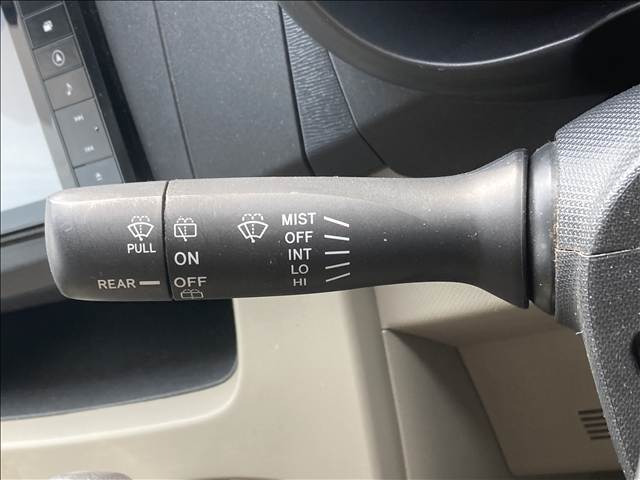 MIST
OFF
INT
LO
HI
PULL
ON
REAR
OFF